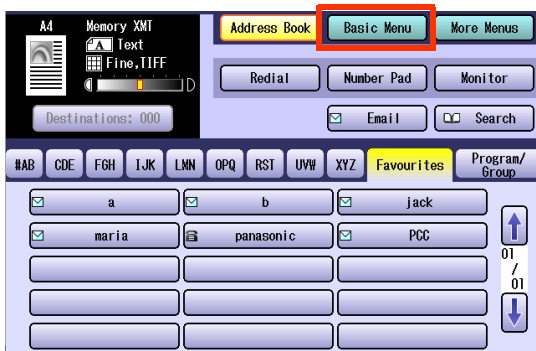 A4 Memory XMT
A Text
Fine,TIFF
D
Destinations: 000
Address Book Basic Menu More Menus
Redial Number Pad Monitor
Email Search
#AB CDE FGH IJK LMN OPQ RST UVW XYZ Favourites Program/
Group
a b jack
maria panasonic PCC
01
/
01